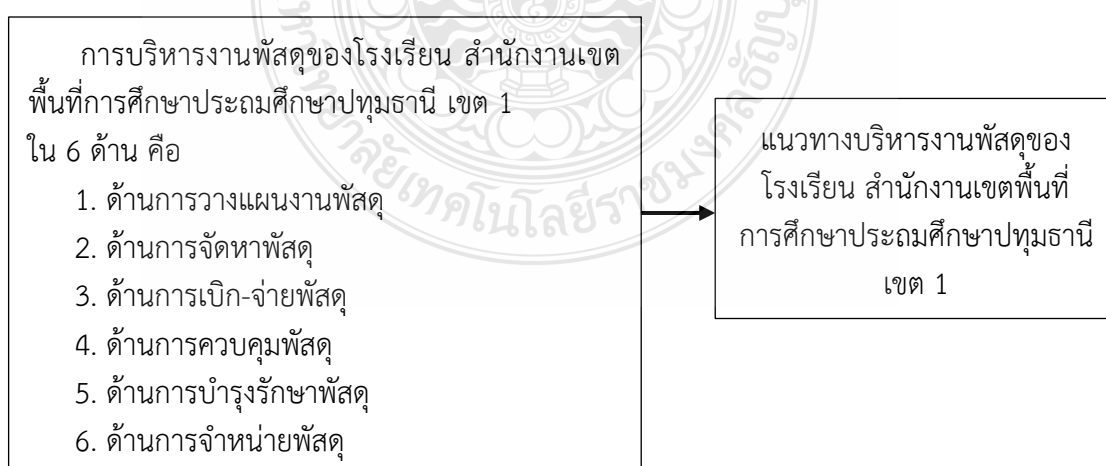 การบริหารงานพัสดุของโรงเรียน สำนักงานเขต
พื้นที่การศึกษาประถมศึกษาปทุมธานี เขต 1
ใน 6 ด้าน คือ
1. ด้านการวางแผนงานพัสดุ
2. ด้านการจัดหาพัสดุ
3. ด้านการเบิก-จ่ายพัสดุ
4. ด้านการควบคุมพัสดุ
5. ด้านการบำรุงรักษาพัสดุ
6. ด้านการจำหน่ายพัสดุ
แนวทางบริหารงานพัสดุของ
โรงเรียน สำนักงานเขตพื้นที่
การศึกษาประถมศึกษาปทุมธานี
เขต 1